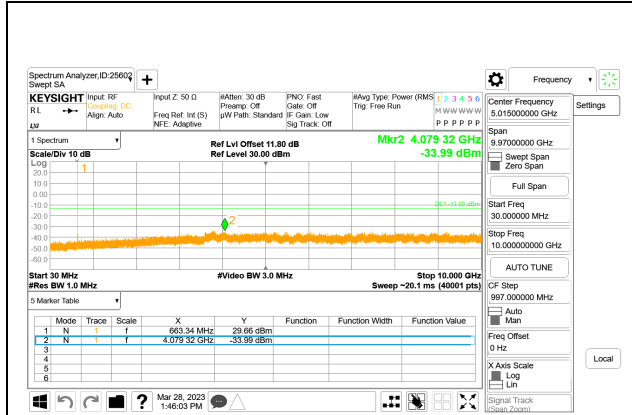 Spectrum Analyzer,ID:25602
Swept SA
KEYSIGHT
RL
LXI
Input: RF
Coupling: DC
Align: Auto
Input Z: 50 Ω
Freq Ref: Int (S)
NFE: Adaptive
#Atten: 30 dB
Preamp: Off
µW Path: Standard
PNO: Fast
Gate: Off
IF Gain: Low
Sig Track: Off
#Avg Type: Power (RMS
Trig: Free Run
1 2 3 4 5 6
M W W W W W
P P P P P P
1 Spectrum
Scale/Div 10 dB
Ref Lvl Offset 11.80 dB
Ref Level 30.00 dBm
Mkr2 4.079 32 GHz
-33.99 dBm
Log
20.0
10.0
0.00
-10.0
-20.0
-30.0
-40.0
-50.0
-60.0
1
2
DL1 -13.00 dBm
Start 30 MHz
#Res BW 1.0 MHz
#Video BW 3.0 MHz
Stop 10.000 GHz
Sweep ~20.1 ms (40001 pts)
5 Marker Table
Mode Trace Scale X Y Function Function Width Function Value
1 N 1 f 663.34 MHz 29.66 dBm
2 N 1 f 4.079 32 GHz -33.99 dBm
3
4
5
6
?
Mar 28, 2023
1:46:03 PM
Frequency
Settings
Center Frequency
5.015000000 GHz
Span
9.97000000 GHz
Swept Span
Zero Span
Full Span
Start Freq
30.000000 MHz
Stop Freq
10.00000000 GHz
AUTO TUNE
CF Step
997.000000 MHz
Auto
Man
Freq Offset
0 Hz
X Axis Scale
Log
Lin
Signal Track
(Span Zoom)
Local